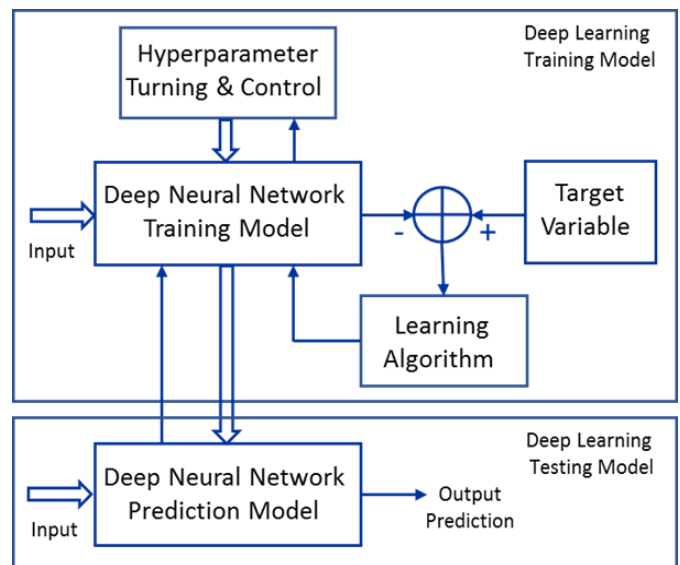 Deep Learning
Training Model
Hyperparameter
Turning & Control
Deep Neural Network
Training Model
Input
-
+
Target
Variable
Learning
Algorithm
Deep Learning
Testing Model
Deep Neural Network
Prediction Model
Input
Output
Prediction